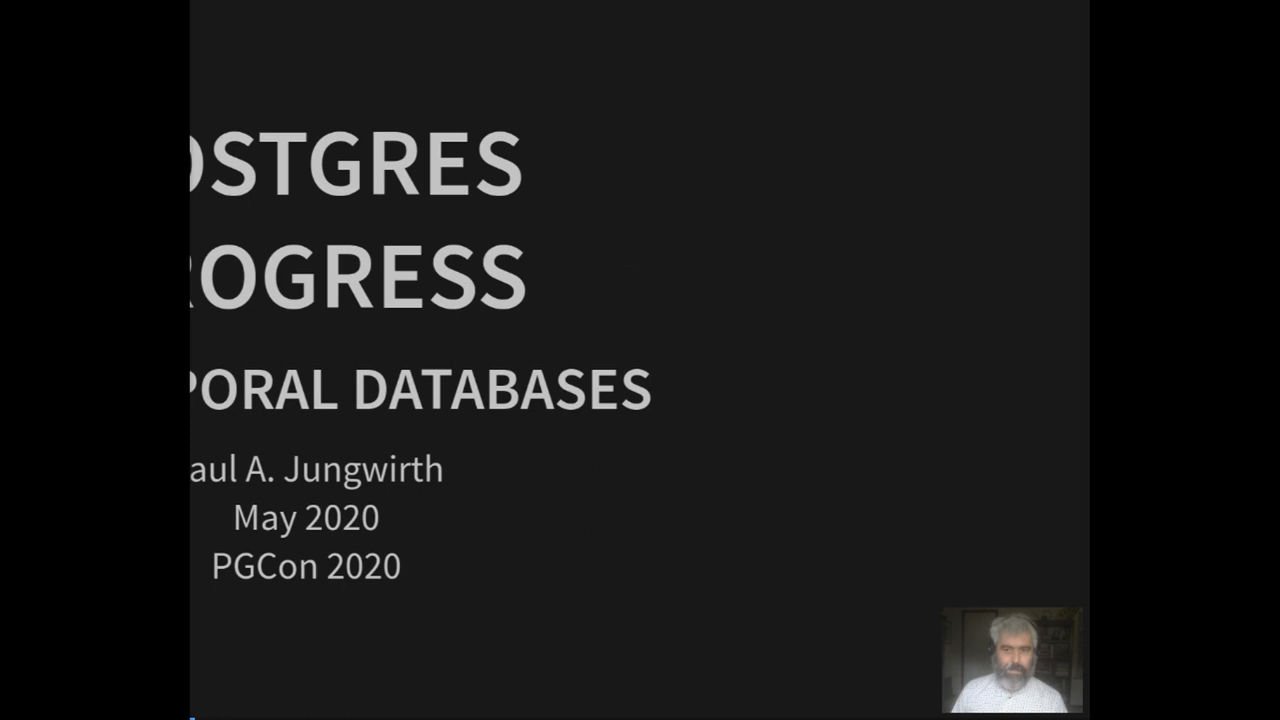 OSTGRES
ROGRESS
PORAL DATABASES
aul A. Jungwirth
May 2020
PGCon 2020